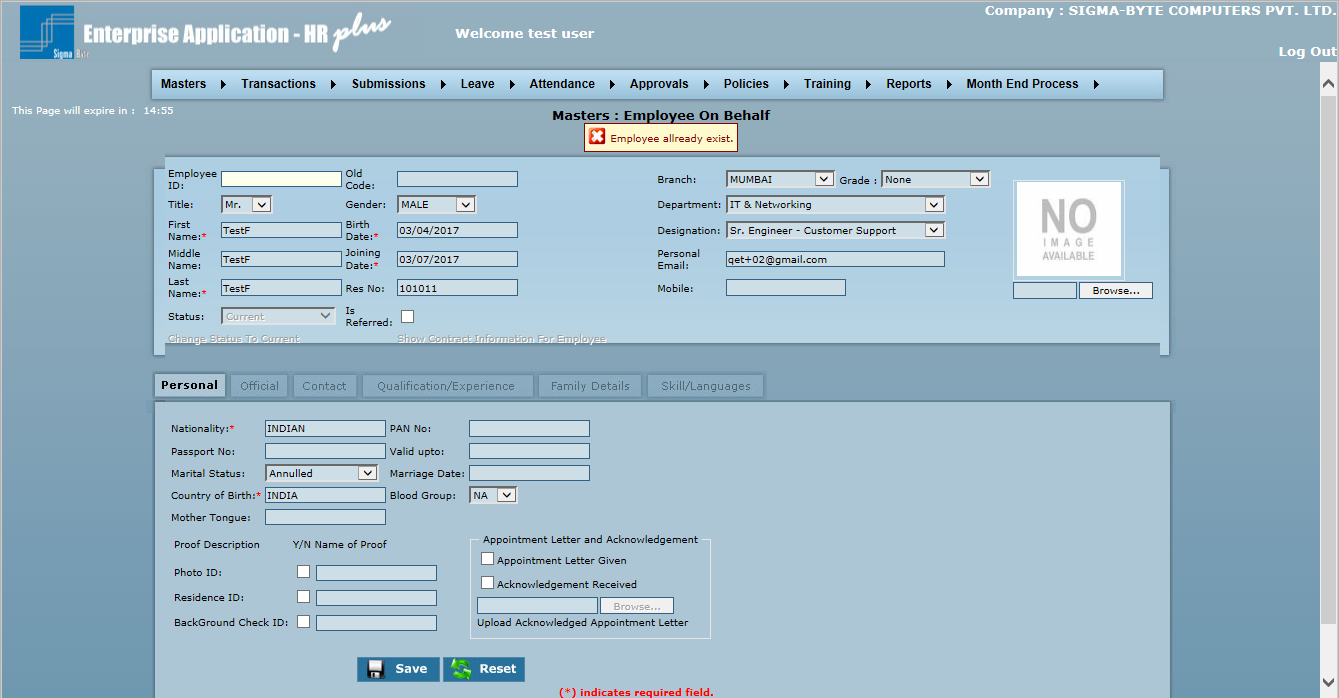 Company : SIGMA-BYTE COMPUTERS PVT. LTD.
Enterprise Application - HR plus
Sigma Byte
Welcome test user
Log Out
Masters Transactions Submissions Leave Attendance Approvals Policies Training Reports Month End Process
This Page will expire in : 14:55
Masters : Employee On Behalf
Employee allready exist.
Employee ID: Old Code: Branch: MUMBAI Grade : None
Title: Mr. Gender: MALE Department: IT & Networking
First Name:* TestF Birth Date:* 03/04/2017 Designation: Sr. Engineer - Customer Support
Middle Name: TestF Joining Date:* 03/07/2017 Personal Email: qet+02@gmail.com
Last Name:* TestF Res No: 101011 Mobile:
NO
IMAGE
AVAILABLE
Browse...
Status: Current Is Referred:
Change Status To Current Show Contract Information For Employee
Personal Official Contact Qualification/Experience Family Details Skill/Languages
Nationality:* INDIAN PAN No:
Passport No: Valid upto:
Marital Status: Annulled Marriage Date:
Country of Birth:* INDIA Blood Group: NA
Mother Tongue:
Proof Description Y/N Name of Proof
Photo ID:
Residence ID:
BackGround Check ID:
Appointment Letter and Acknowledgement
Appointment Letter Given
Acknowledgement Received
Browse...
Upload Acknowledged Appointment Letter
Save Reset
(*) indicates required field.